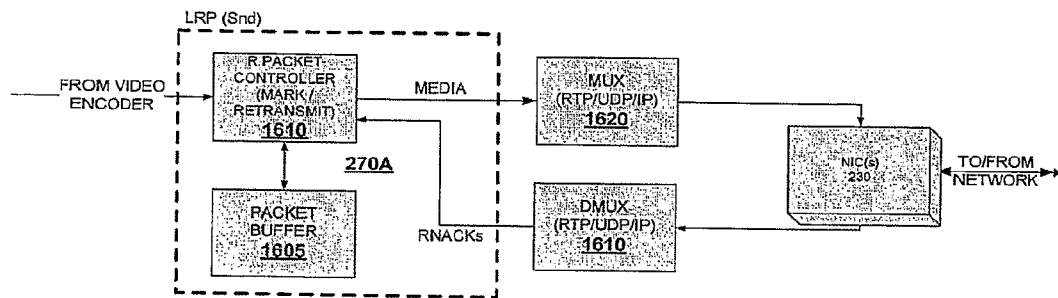 LRP (Snd)
FROM VIDEO
ENCODER
R PACKET
CONTROLLER
(MARK /
RETRANSMIT)
1610
MEDIA
270A
PACKET
BUFFER
1605
RNACKs
MUX
(RTP/UDP/IP)
1620
DMUX
(RTP/UDP/IP)
1610
NIC(s)
230
TO/FROM
NETWORK